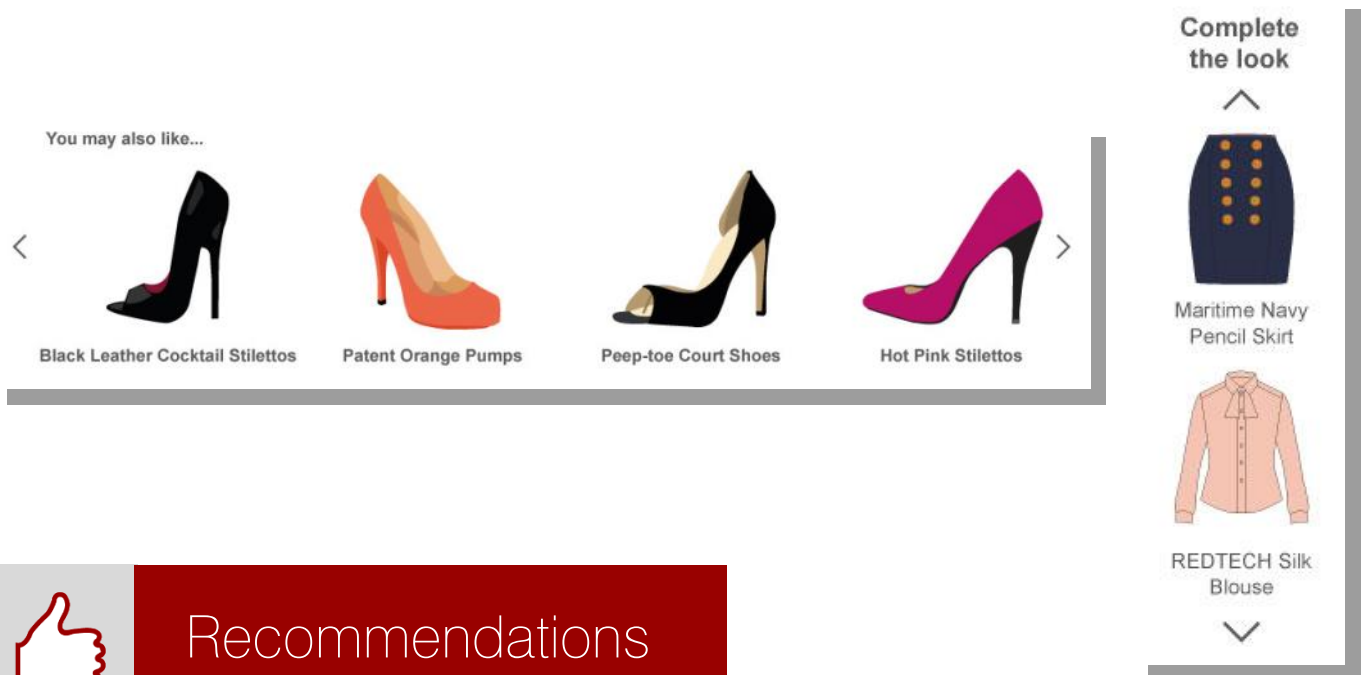 You may also like...
Black Leather Cocktail Stilettos
Patent Orange Pumps
Peep-toe Court Shoes
Hot Pink Stilettos
Complete
the look
Maritime Navy
Pencil Skirt
REDTECH Silk
Blouse
Recommendations